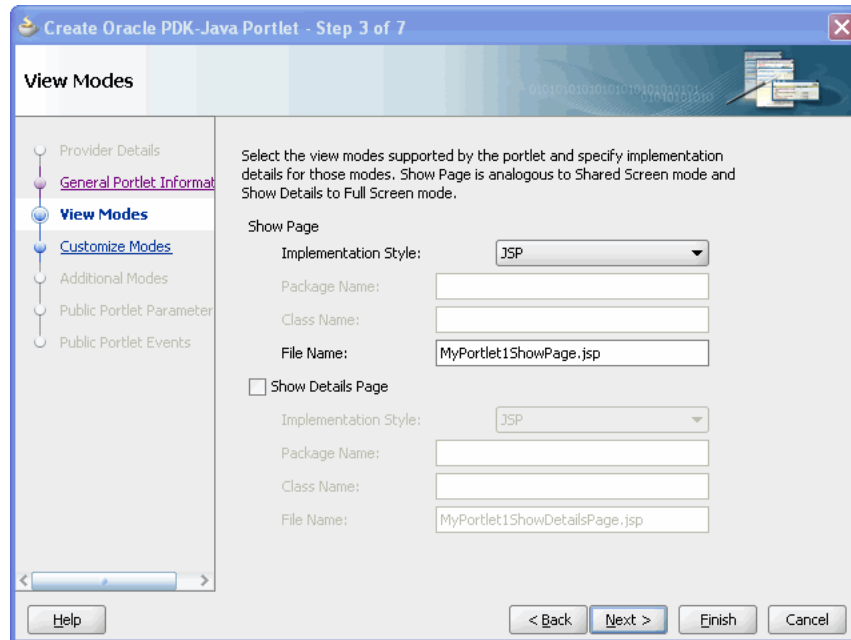 Create Oracle PDK-Java Portlet - Step 3 of 7
View Modes
Provider Details
General Portlet Informat
View Modes
Customize Modes
Additional Modes
Public Portlet Parameter
Public Portlet Events
Select the view modes supported by the portlet and specify implementation
details for those modes. Show Page is analogous to Shared Screen mode and
Show Details to Full Screen mode.
Show Page
Implementation Style: JSP
Package Name:
Class Name:
File Name: MyPortlet1ShowPage.jsp
Show Details Page
Implementation Style: JSP
Package Name:
Class Name:
File Name: MyPortlet1ShowDetailsPage.jsp
Help
< Back
Next >
Finish
Cancel